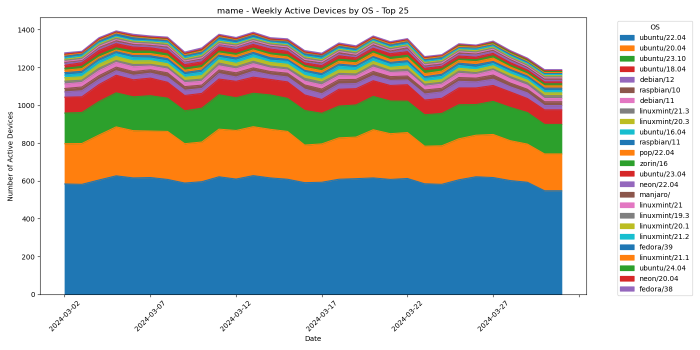 mame - Weekly Active Devices by OS - Top 25
Number of Active Devices
1400
1200
1000
800
600
400
200
0
2024-03-02
2024-03-07
2024-03-12
2024-03-17
2024-03-22
2024-03-27
Date
OS
ubuntu/22.04
ubuntu/20.04
ubuntu/23.10
ubuntu/18.04
debian/12
raspbian/10
debian/11
linuxmint/21.3
linuxmint/20.3
ubuntu/16.04
raspbian/11
pop/22.04
zorin/16
ubuntu/23.04
neon/22.04
manjaro/
linuxmint/21
linuxmint/19.3
linuxmint/20.1
linuxmint/21.2
fedora/39
linuxmint/21.1
ubuntu/24.04
neon/20.04
fedora/38